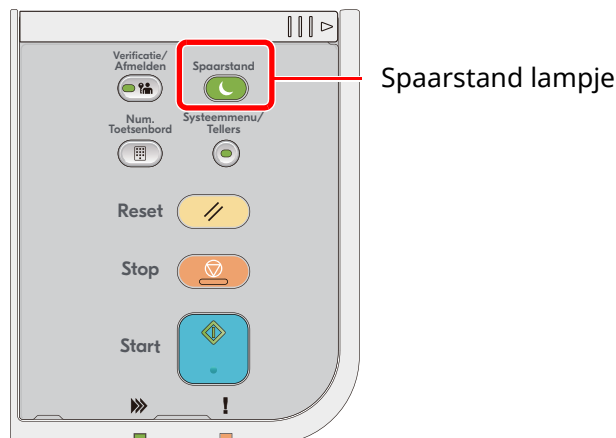 Verificatie/
Afmelden
Spaarstand
Spaarstand lampje
Num.
Toetsenbord
Systeemmenu/
Tellers
Reset
Stop
Start
!